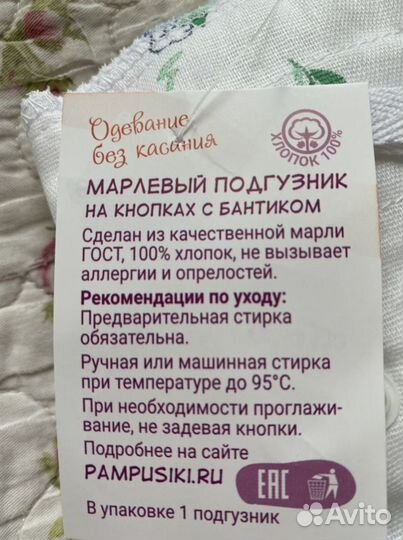 Одевание
без касания
ХЛОПОК 100%
МАРЛЕВЫЙ ПОДГУЗНИК
НА КНОПКАХ С БАНТИКОМ
Сделан из качественной марли
ГОСТ, 100% хлопок, не вызывает
аллергии и опрелостей.
Рекомендации по уходу:
Предварительная стирка
обязательна.
Ручная или машинная стирка
при температуре до 95°С.
При необходимости проглажи-
вание, не задевая кнопки.
Подробнее на сайте
PAMPUSIKI.RU
EAC
В упаковке 1 подгузник
Avito